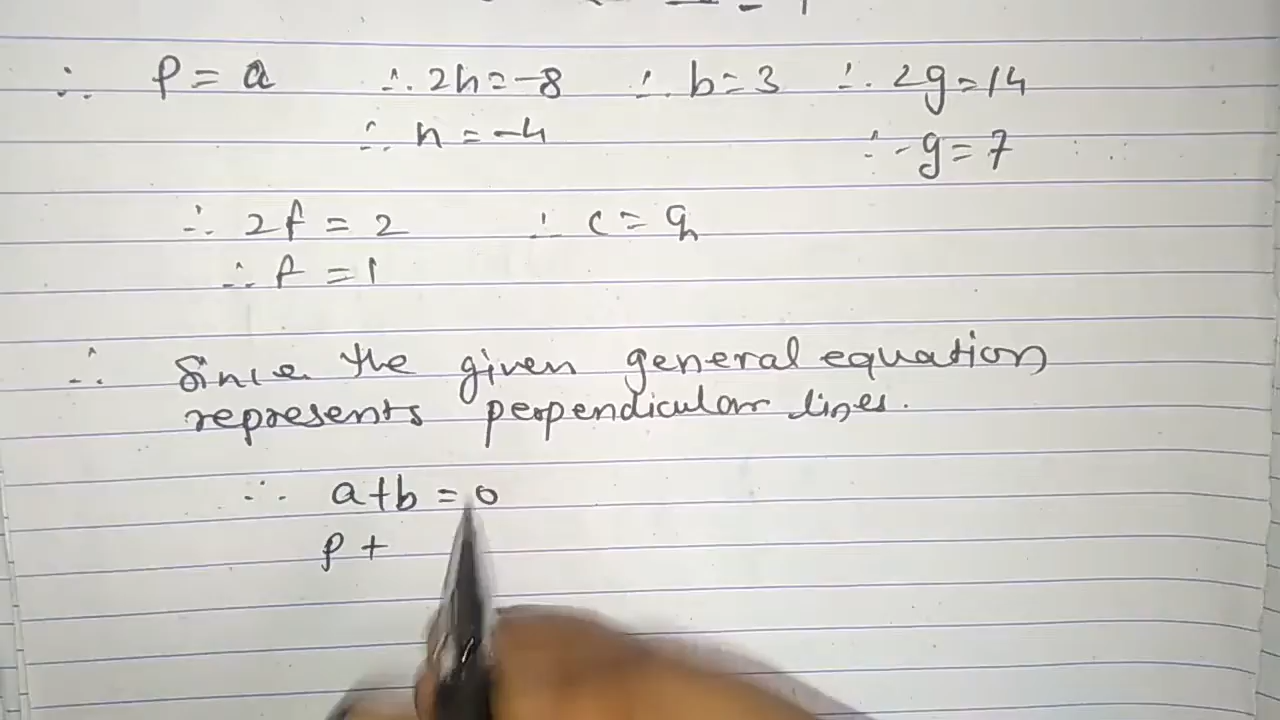 ∴ P = a ∴ 2h = -8 ∴ b = 3 ∴ 2g = 14
∴ h = -4 ∴ g = 7
∴ 2f = 2 ∴ c = q
∴ f = 1
∴ Since the given general equation
represents perpendicular lines.
∴ a+b = 0
P +